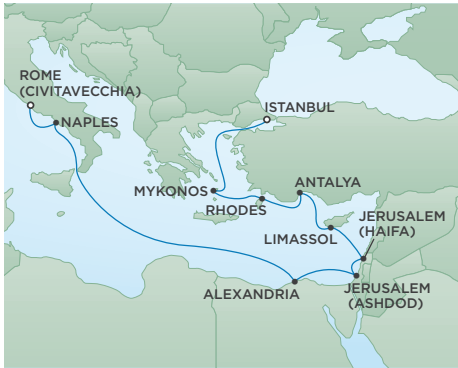 ROME
(CIVITAVECCHIA)
NAPLES
ISTANBUL
MYKONOS
RHODES
ANTALYA
LIMASSOL
JERUSALEM
(HAIFA)
ALEXANDRIA
JERUSALEM
(ASHDOD)